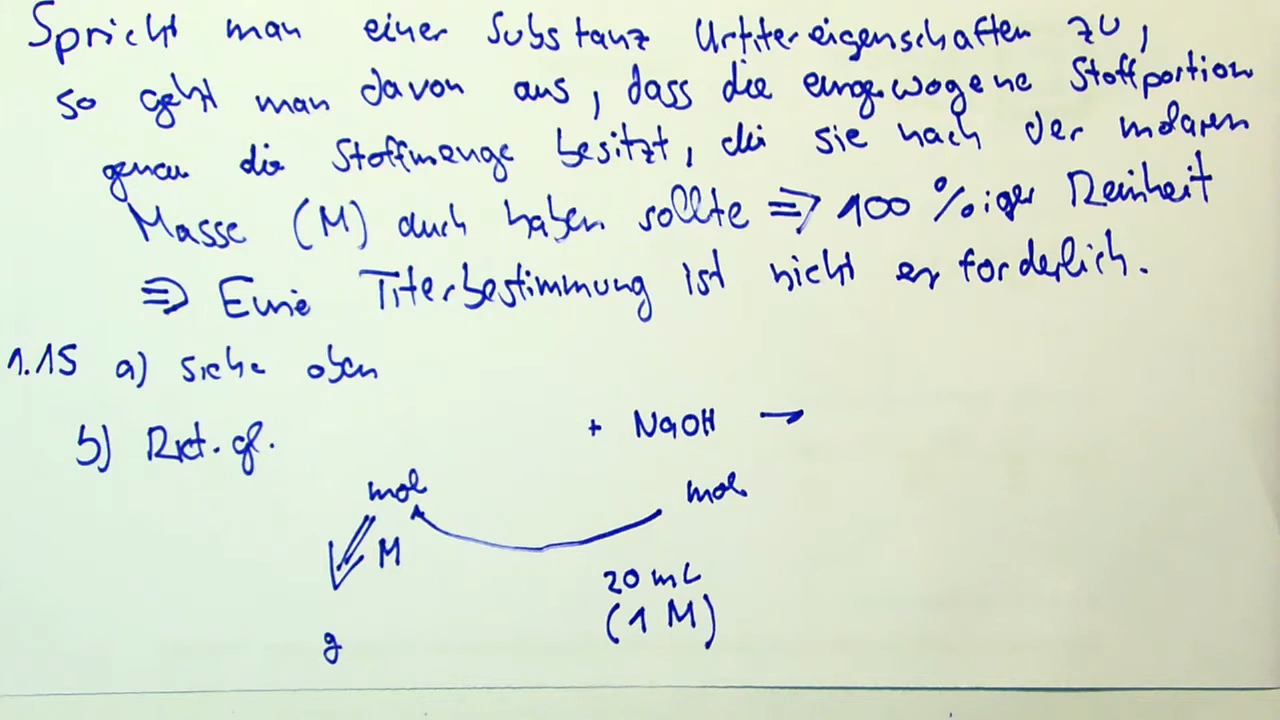 Spricht man einer Substanz Urtitereigenschaften zu,
so geht man davon aus, dass die eingewogene Stoffportion
genau die Stoffmenge besitzt, die sie nach der molaren
Masse (M) auch haben sollte ⇒ 100 %iger Reinheit
⇒ Eine Titerbestimmung ist nicht erforderlich.
1.15 a) siehe oben
b) Rkt.gl. + NaOH →
mol mol
M
20 mL
(1 M)
g